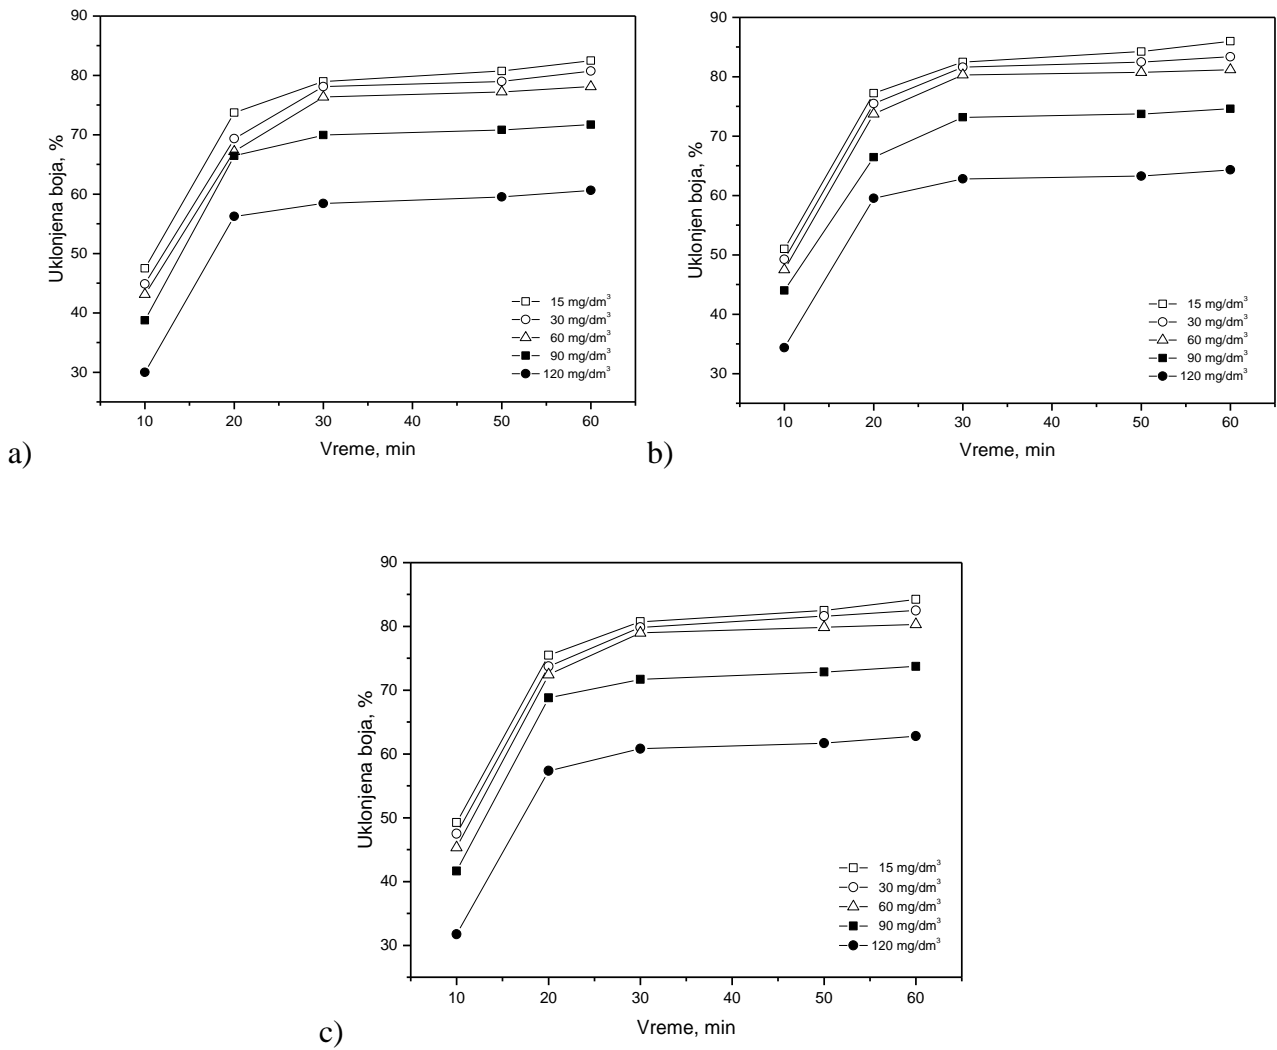 90
80
70
60
50
40
30
Uklonjena boja, %
15 mg/dm³
30 mg/dm³
60 mg/dm³
90 mg/dm³
120 mg/dm³
10 20 30 40 50 60
Vreme, min
a)
90
80
70
60
50
40
30
Uklonjen boja, %
15 mg/dm³
30 mg/dm³
60 mg/dm³
90 mg/dm³
120 mg/dm³
10 20 30 40 50 60
Vreme, min
b)
90
80
70
60
50
40
30
Uklonjena boja, %
15 mg/dm³
30 mg/dm³
60 mg/dm³
90 mg/dm³
120 mg/dm³
10 20 30 40 50 60
Vreme, min
c)